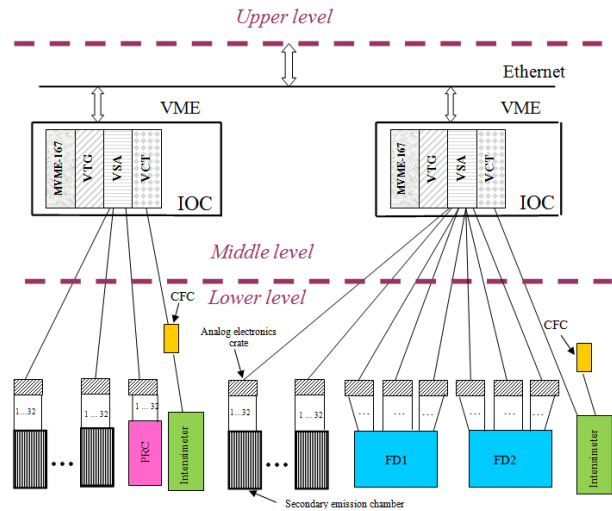 Upper level
Ethernet
VME
VME
MVME-167
VTG
VSA
VCT
IOC
MVME-167
VTG
VSA
VCT
IOC
Middle level
Lower level
CFC
Analog electronics
crate
CFC
1...32
1 ... 32
1 ... 32
1...32
1 ... 32
...
...
...
...
...
...
...
PRC
Intensimeter
...
FD1
FD2
Intensimeter
Secondary emission chamber